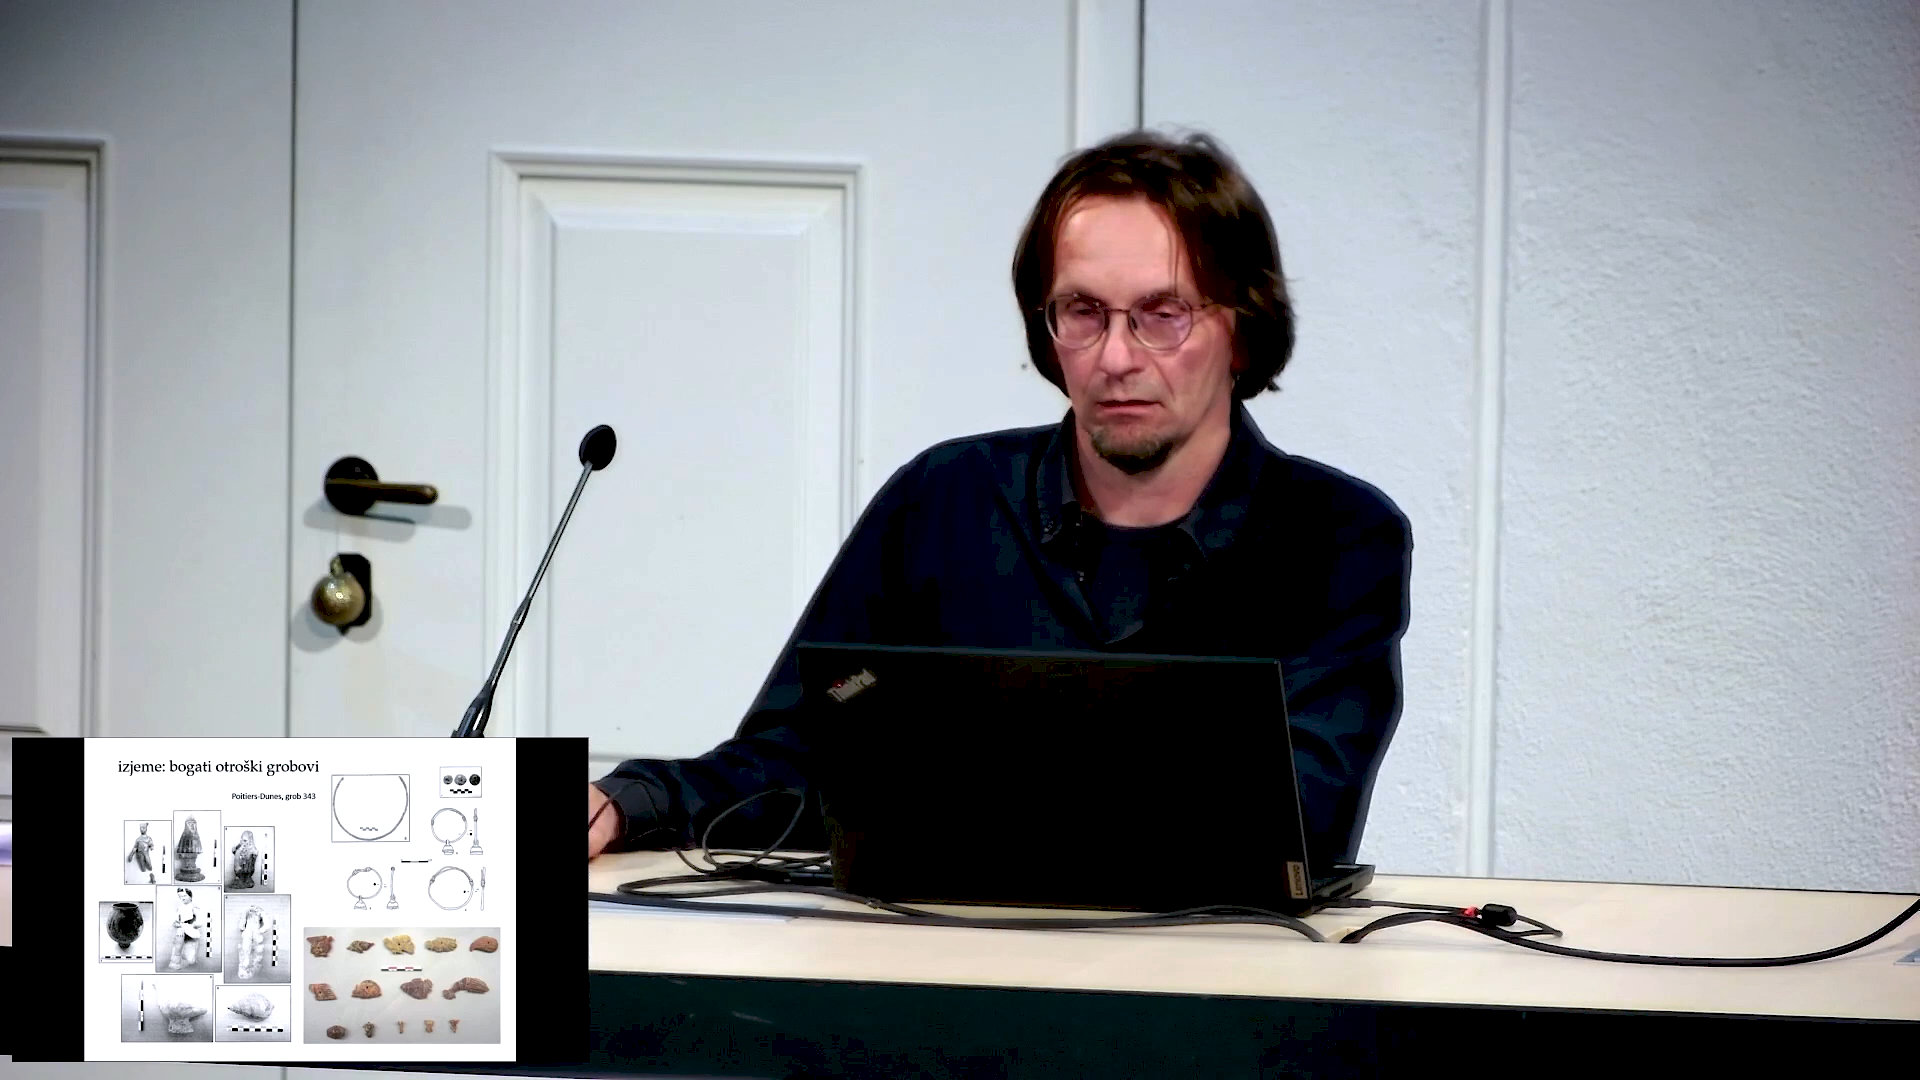 ThinkPad
Lenovo
izjeme: bogati otroški grobovi
Poitiers-Dunes, grob 343